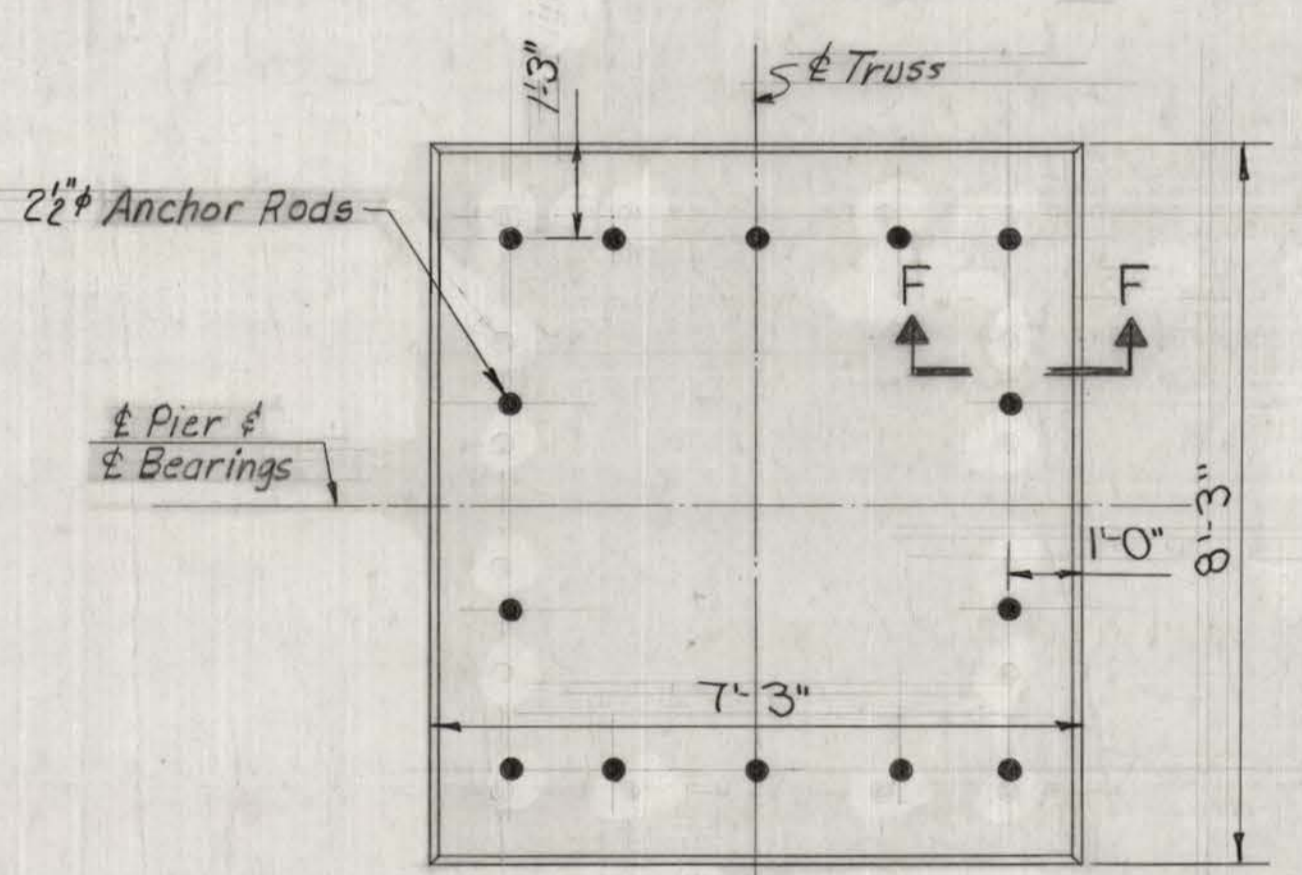 1'-3"
℄ Truss
2½"φ Anchor Rods
F F
℄ Pier &
℄ Bearings
1'-0"
8'-3"
7'-3"